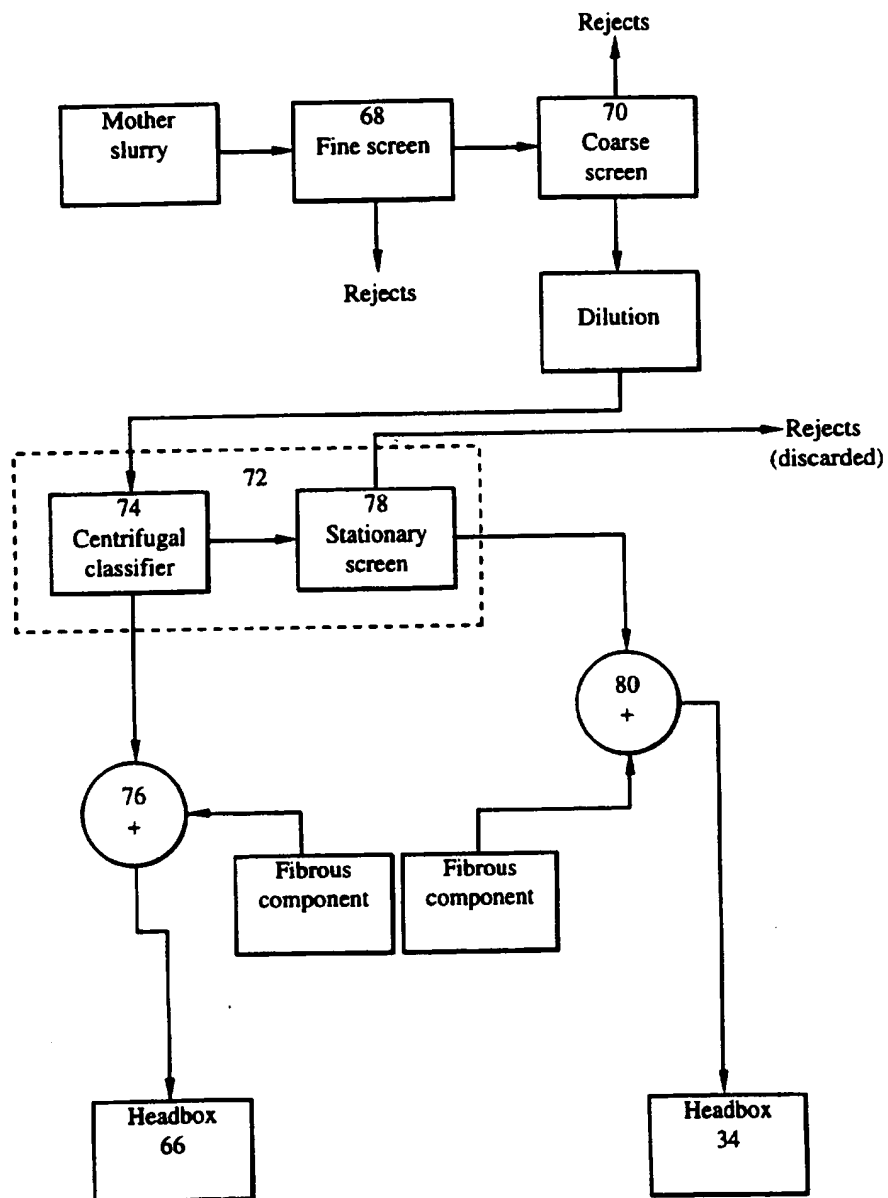 Rejects
Mother
slurry
68
Fine screen
70
Coarse
screen
Rejects
Dilution
Rejects
(discarded)
72
74
Centrifugal
classifier
78
Stationary
screen
80
+
76
+
Fibrous
component
Fibrous
component
Headbox
66
Headbox
34